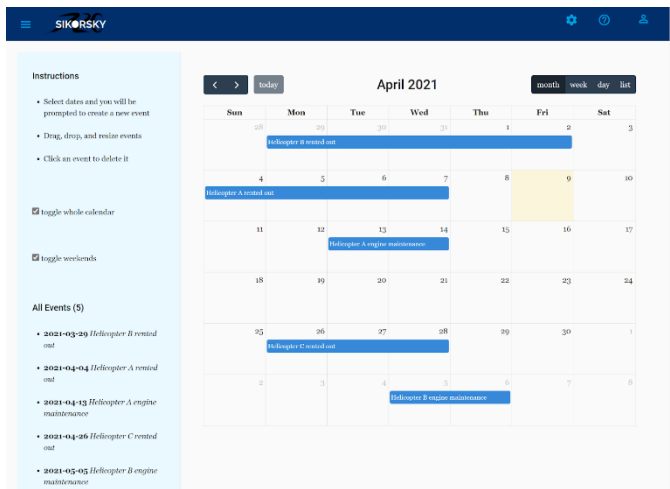 SIKORSKY
Instructions
Select dates and you will be
prompted to create a new event
Drag, drop, and resize events
Click an event to delete it
toggle whole calendar
toggle weekends
All Events (5)
2021-03-29 Helicopter B rented
out
2021-04-04 Helicopter A rented
out
2021-04-13 Helicopter A engine
maintenance
2021-04-26 Helicopter C rented
out
2021-05-05 Helicopter B engine
maintenance
today
April 2021
month week day list
Sun Mon Tue Wed Thu Fri Sat
28 29 30 31 1 2 3
Helicopter B rented out
4 5 6 7 8 9 10
Helicopter A rented out
11 12 13 14 15 16 17
Helicopter A engine maintenance
18 19 20 21 22 23 24
25 26 27 28 29 30 1
Helicopter C rented out
2 3 4 5 6 7 8
Helicopter B engine maintenance